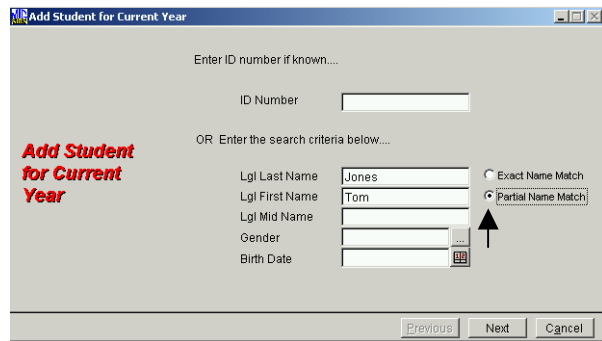 Add Student for Current Year
Enter ID number if known....
ID Number
OR Enter the search criteria below....
Add Student
for Current
Year
Lgl Last Name Jones Exact Name Match
Lgl First Name Tom Partial Name Match
Lgl Mid Name
Gender ...
Birth Date
Previous Next Cancel